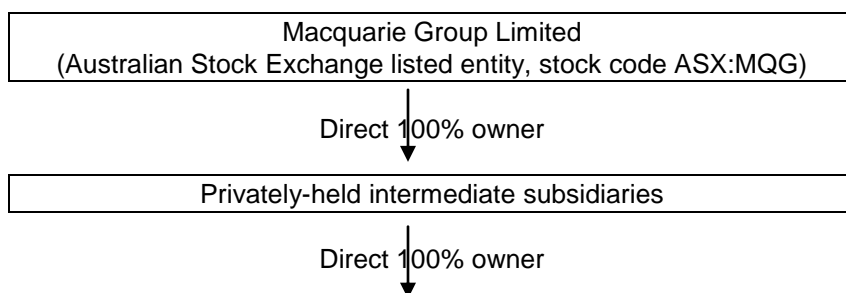 Macquarie Group Limited
(Australian Stock Exchange listed entity, stock code ASX:MQG)
Direct 100% owner
Privately-held intermediate subsidiaries
Direct 100% owner